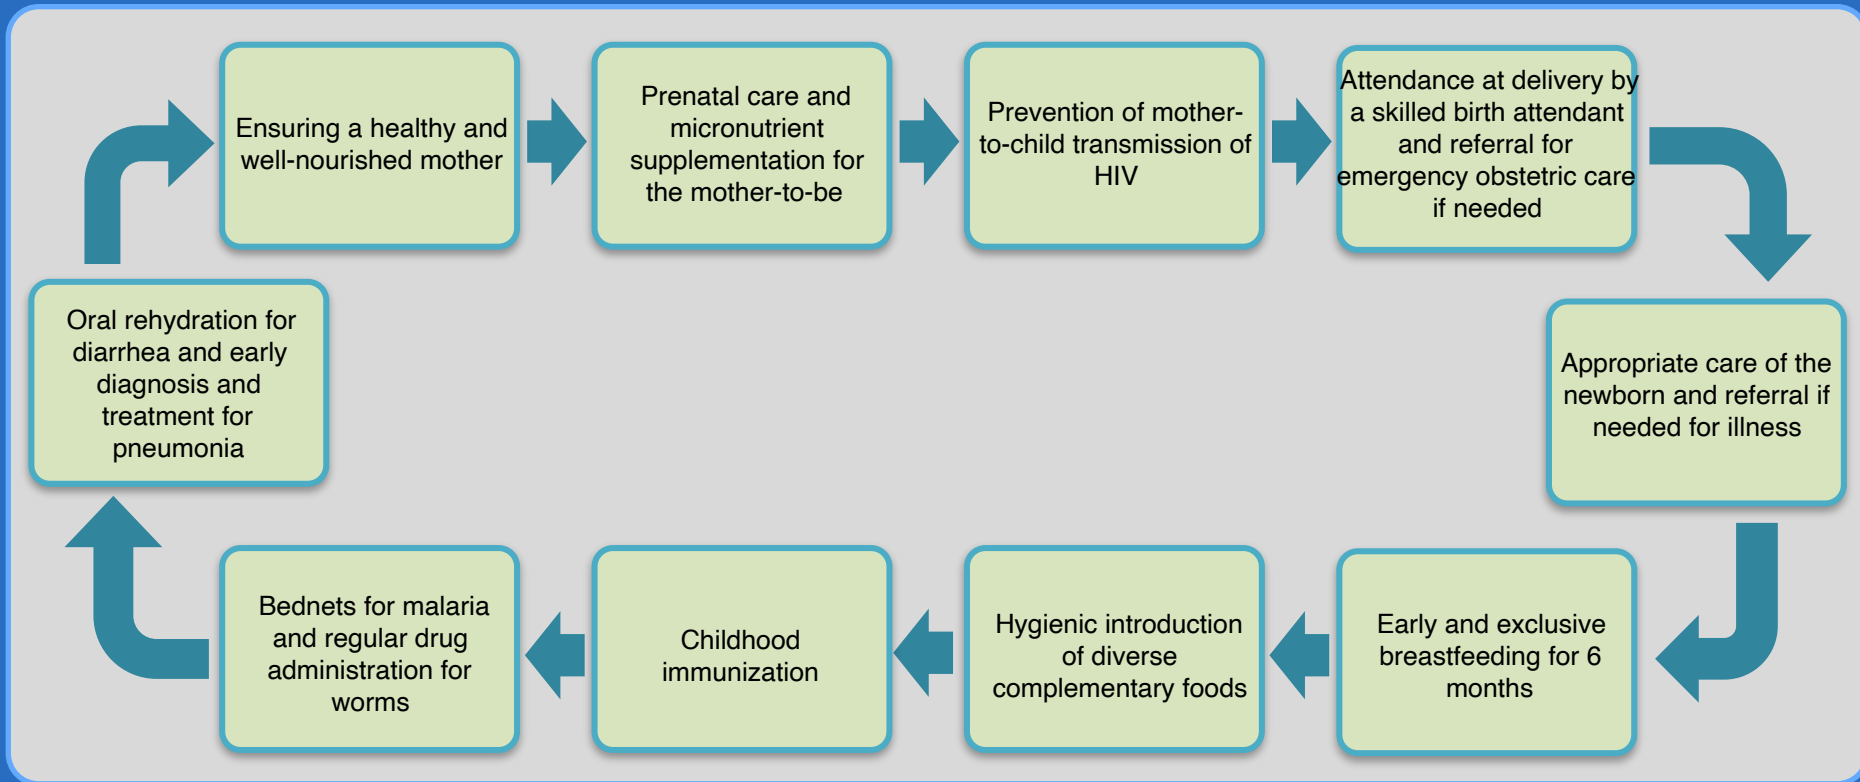 Ensuring a healthy and
well-nourished mother
Prenatal care and
micronutrient
supplementation for
the mother-to-be
Prevention of mother-
to-child transmission of
HIV
Attendance at delivery by
a skilled birth attendant
and referral for
emergency obstetric care
if needed
Appropriate care of the
newborn and referral if
needed for illness
Early and exclusive
breastfeeding for 6
months
Hygienic introduction
of diverse
complementary foods
Childhood
immunization
Bednets for malaria
and regular drug
administration for
worms
Oral rehydration for
diarrhea and early
diagnosis and
treatment for
pneumonia